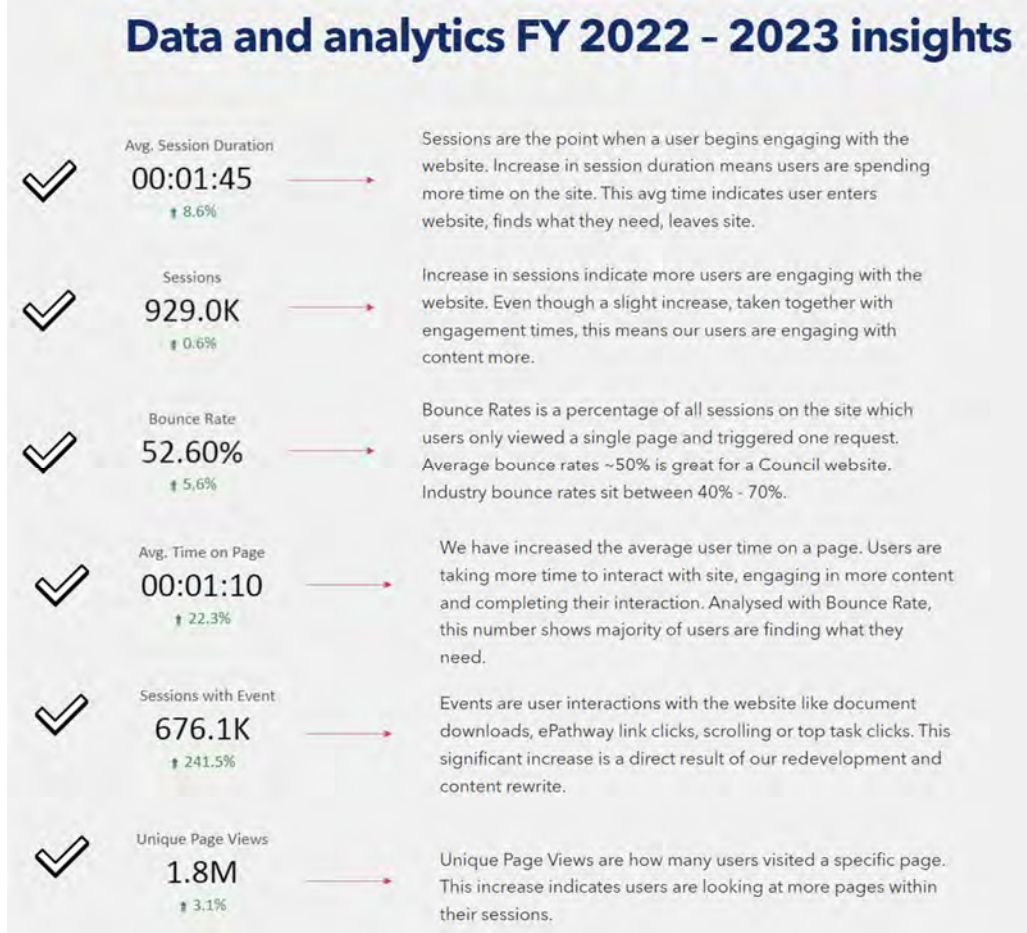 Data and analytics FY 2022 – 2023 insights
Avg. Session Duration
00:01:45
⬆ 8.6%
Sessions are the point when a user begins engaging with the
website. Increase in session duration means users are spending
more time on the site. This avg time indicates user enters
website, finds what they need, leaves site.
Sessions
929.0K
⬆ 0.6%
Increase in sessions indicate more users are engaging with the
website. Even though a slight increase, taken together with
engagement times, this means our users are engaging with
content more.
Bounce Rate
52.60%
⬆ 5,6%
Bounce Rates is a percentage of all sessions on the site which
users only viewed a single page and triggered one request.
Average bounce rates ~50% is great for a Council website.
Industry bounce rates sit between 40% - 70%.
Avg. Time on Page
00:01:10
⬆ 22.3%
We have increased the average user time on a page. Users are
taking more time to interact with site, engaging in more content
and completing their interaction. Analysed with Bounce Rate,
this number shows majority of users are finding what they
need.
Sessions with Event
676.1K
⬆ 241.5%
Events are user interactions with the website like document
downloads, ePathway link clicks, scrolling or top task clicks. This
significant increase is a direct result of our redevelopment and
content rewrite.
Unique Page Views
1.8M
⬆ 3.1%
Unique Page Views are how many users visited a specific page.
This increase indicates users are looking at more pages within
their sessions.